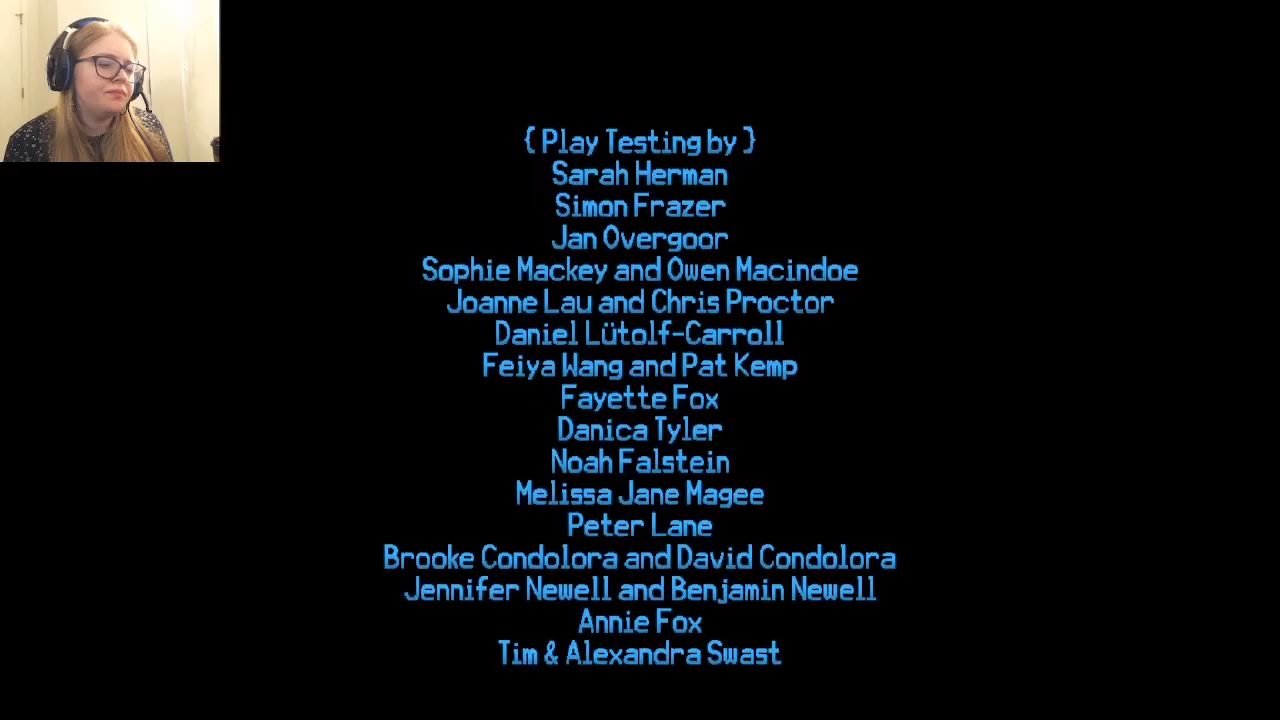 { Play Testing by }
Sarah Herman
Simon Frazer
Jan Overgoor
Sophie Mackey and Owen Macindoe
Joanne Lau and Chris Proctor
Daniel Lütolf-Carroll
Feiya Wang and Pat Kemp
Fayette Fox
Danica Tyler
Noah Falstein
Melissa Jane Magee
Peter Lane
Brooke Condolora and David Condolora
Jennifer Newell and Benjamin Newell
Annie Fox
Tim & Alexandra Swast